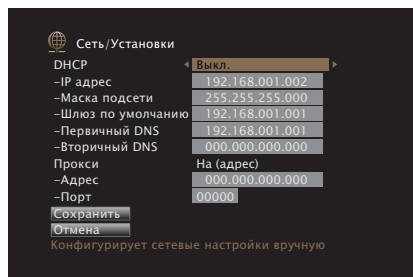 Сеть/Установки
DHCP Выкл.
–IP адрес 192.168.001.002
–Маска подсети 255.255.255.000
–Шлюз по умолчанию 192.168.001.001
–Первичный DNS 192.168.001.001
–Вторичный DNS 000.000.000.000
Прокси На (адрес)
–Адрес 000.000.000.000
–Порт 00000
Сохранить
Отмена
Конфигурирует сетевые настройки вручную